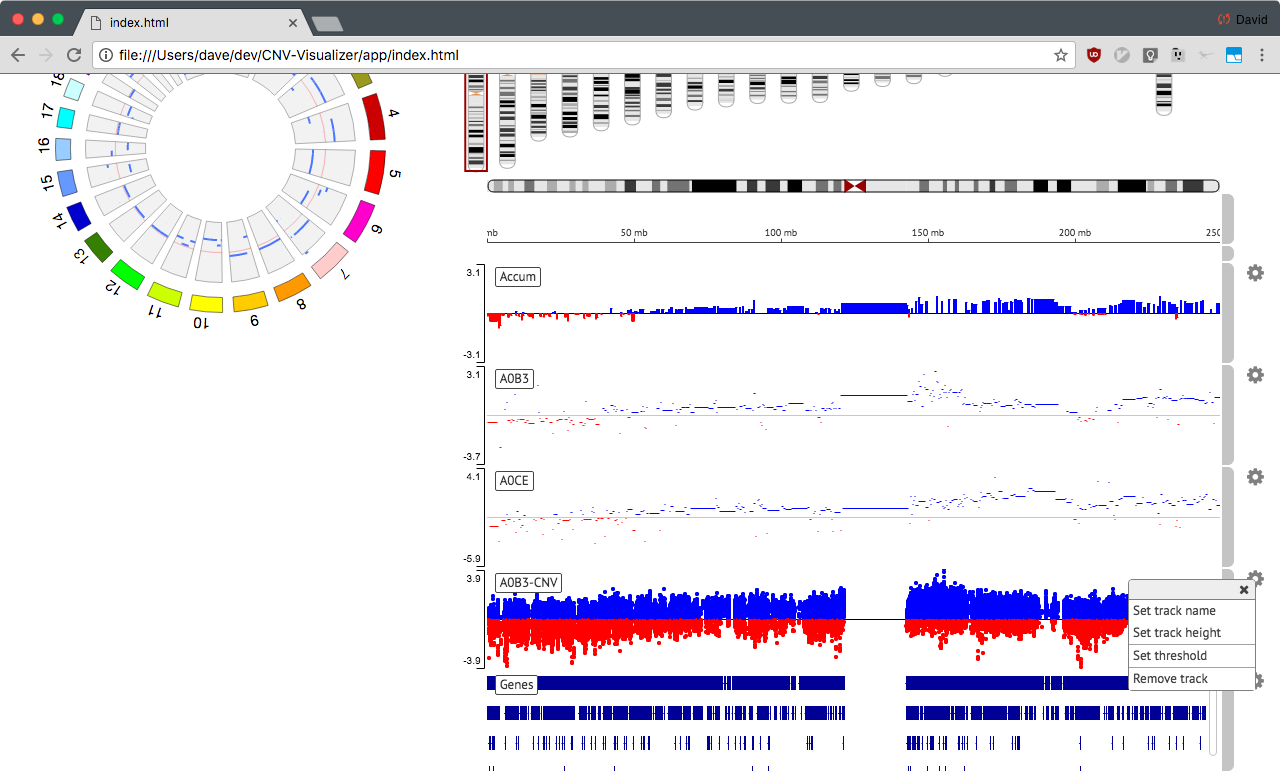 index.html
David
file:///Users/dave/dev/CNV-Visualizer/app/index.html
18
17
16
15
14
13
12
11
10
9
8
7
6
5
4
mb
50 mb
100 mb
150 mb
200 mb
250
3.1
Accum
-3.1
3.1
A0B3
-3.7
4.1
A0CE
-5.9
3.9
A0B3-CNV
-3.9
Set track name
Set track height
Set threshold
Remove track
Genes